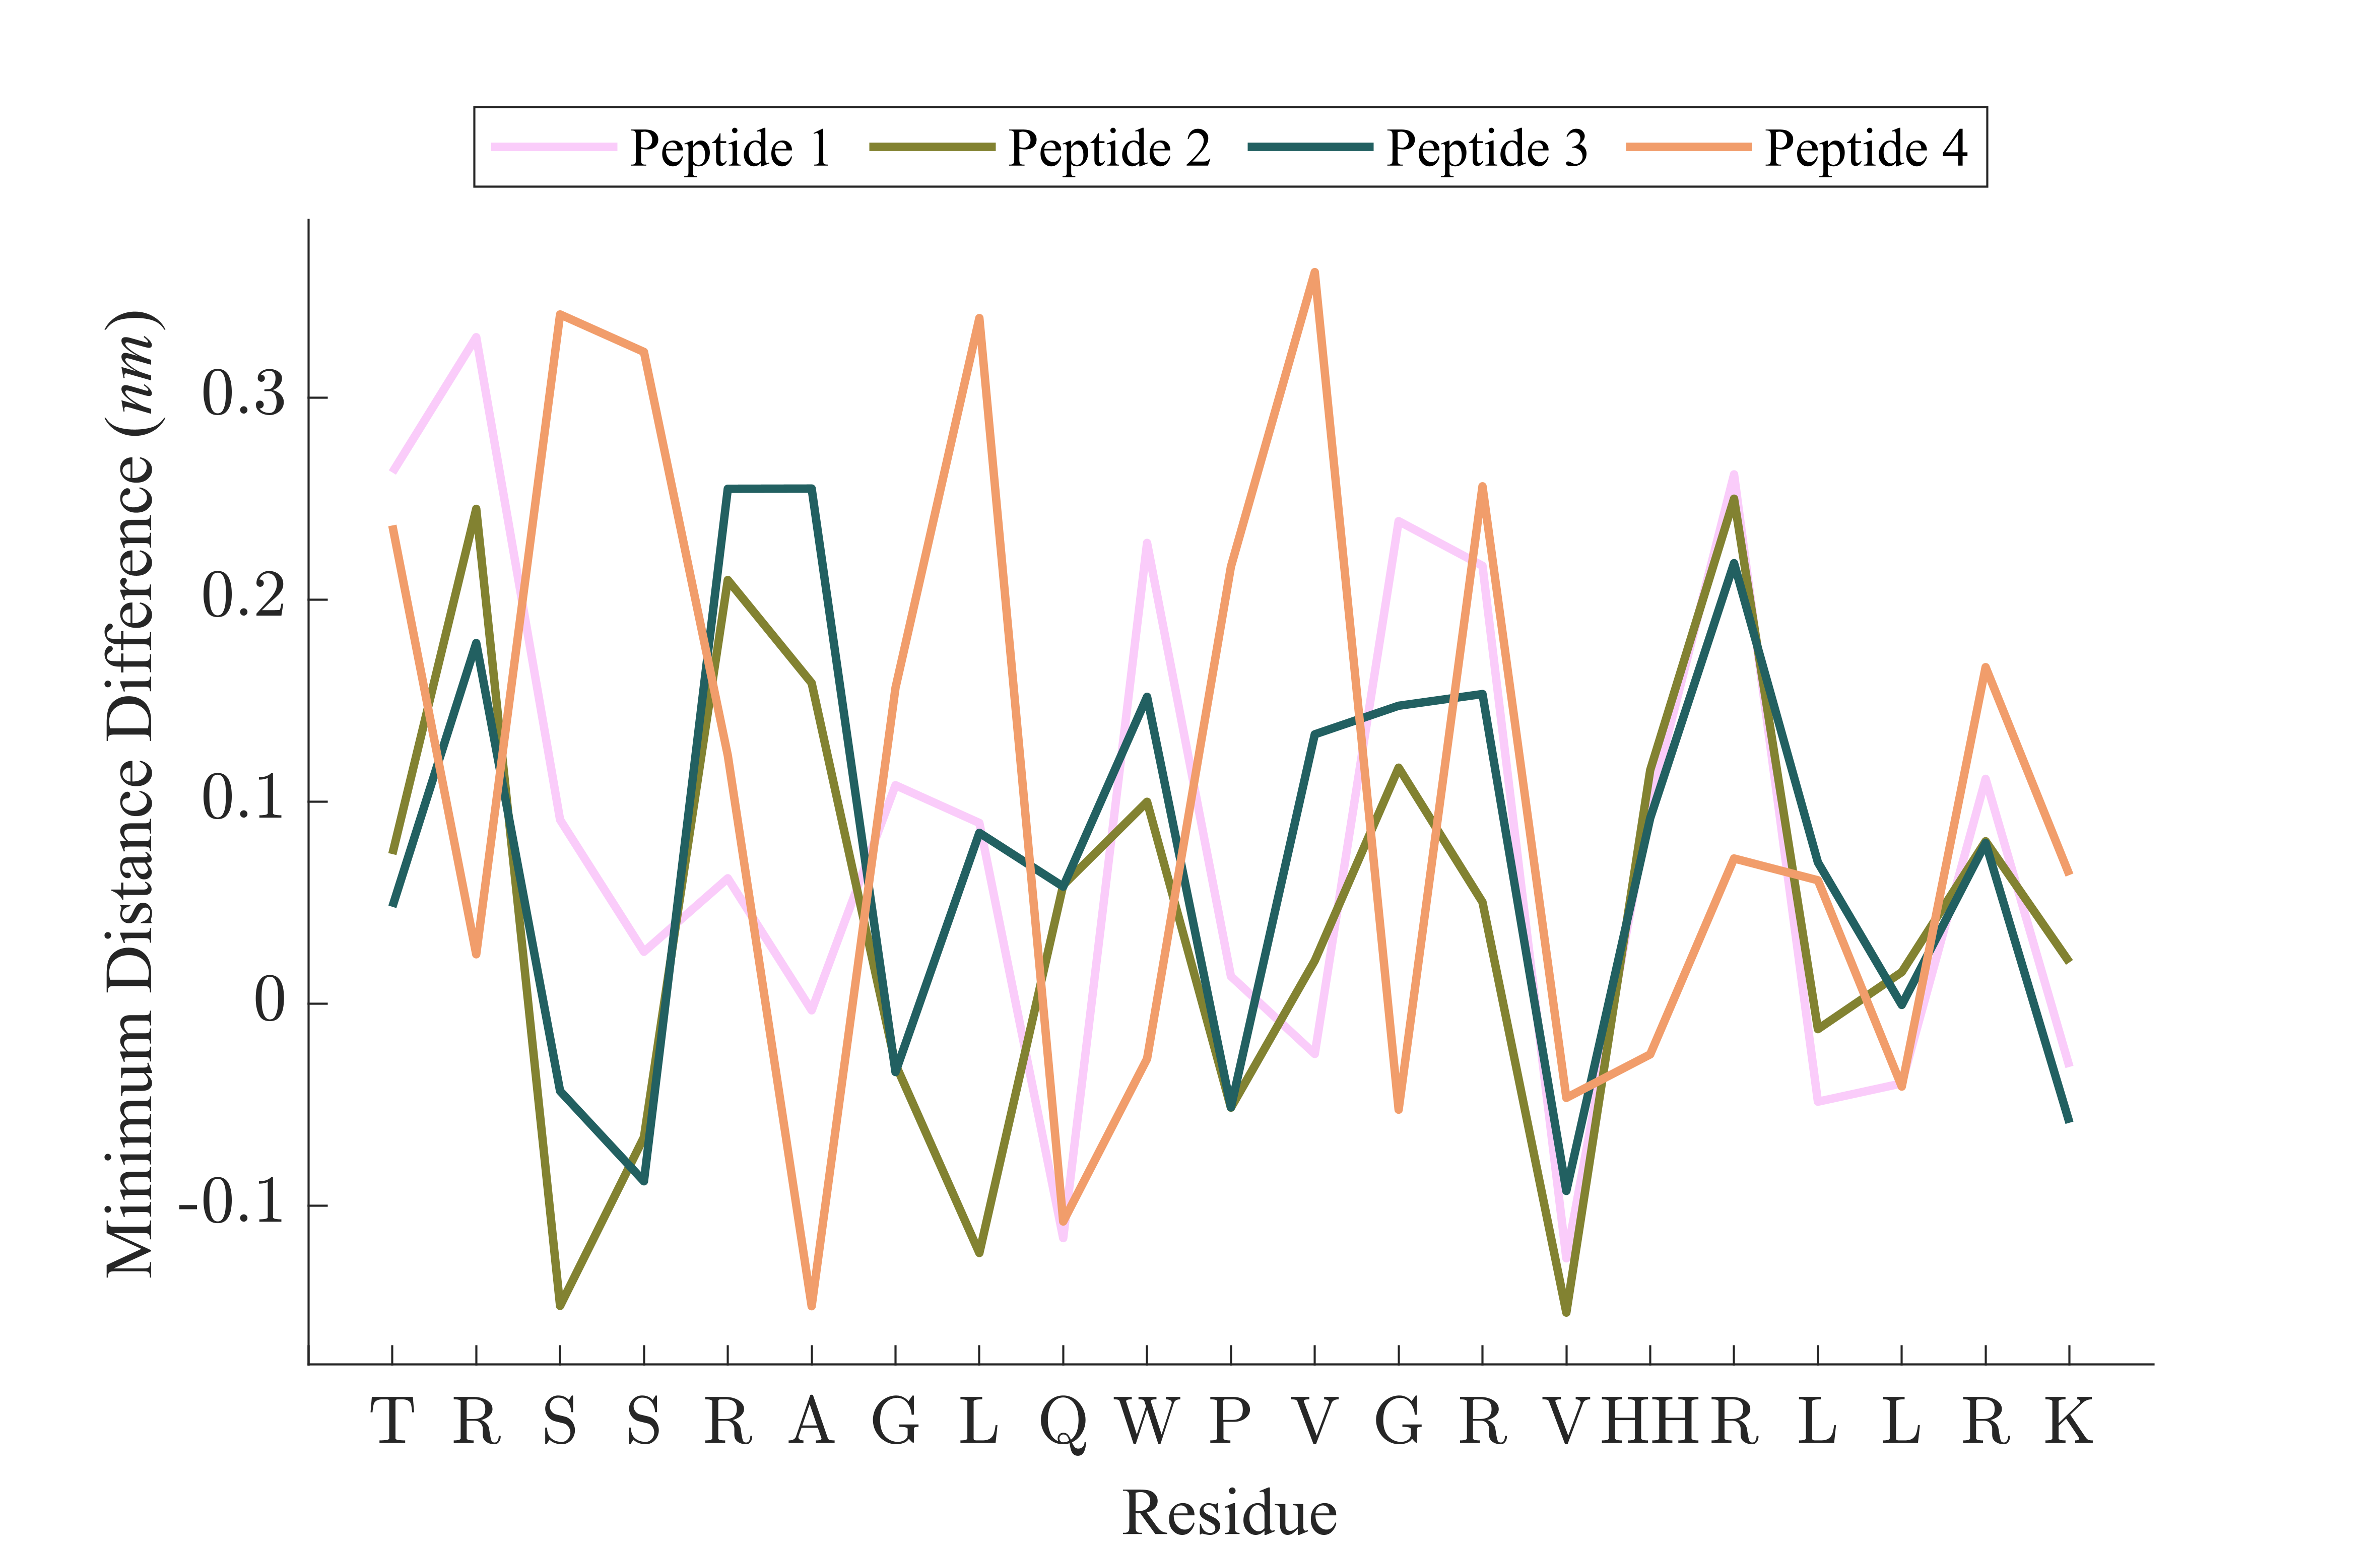 Peptide 1 Peptide 2 Peptide 3 Peptide 4
Minimum Distance Difference (nm)
0.3
0.2
0.1
0
-0.1
T R S S R A G L Q W P V G R V HH R L L R K
Residue